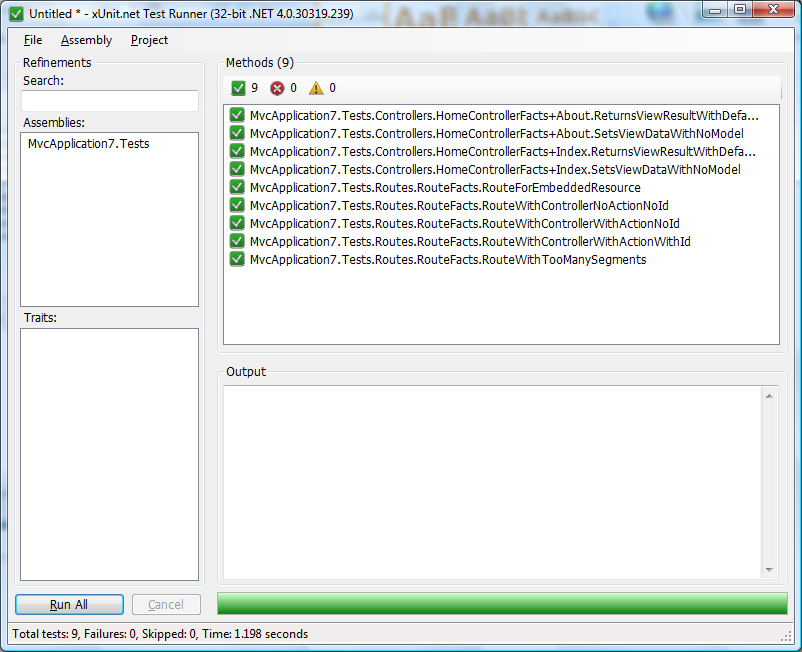 Untitled * - xUnit.net Test Runner (32-bit .NET 4.0.30319.239)
File Assembly Project
Refinements
Search:
Assemblies:
MvcApplication7.Tests
Traits:
Run All Cancel
Methods (9)
9 0 0
MvcApplication7.Tests.Controllers.HomeControllerFacts+About.ReturnsViewResultWithDefa...
MvcApplication7.Tests.Controllers.HomeControllerFacts+About.SetsViewDataWithNoModel
MvcApplication7.Tests.Controllers.HomeControllerFacts+Index.ReturnsViewResultWithDefa...
MvcApplication7.Tests.Controllers.HomeControllerFacts+Index.SetsViewDataWithNoModel
MvcApplication7.Tests.Routes.RouteFacts.RouteForEmbeddedResource
MvcApplication7.Tests.Routes.RouteFacts.RouteWithControllerNoActionNoId
MvcApplication7.Tests.Routes.RouteFacts.RouteWithControllerWithActionNoId
MvcApplication7.Tests.Routes.RouteFacts.RouteWithControllerWithActionWithId
MvcApplication7.Tests.Routes.RouteFacts.RouteWithTooManySegments
Output
Total tests: 9, Failures: 0, Skipped: 0, Time: 1.198 seconds